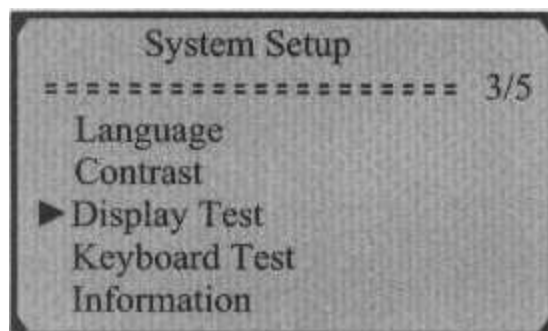 System Setup
==================== 3/5
Language
Contrast
►Display Test
Keyboard Test
Information